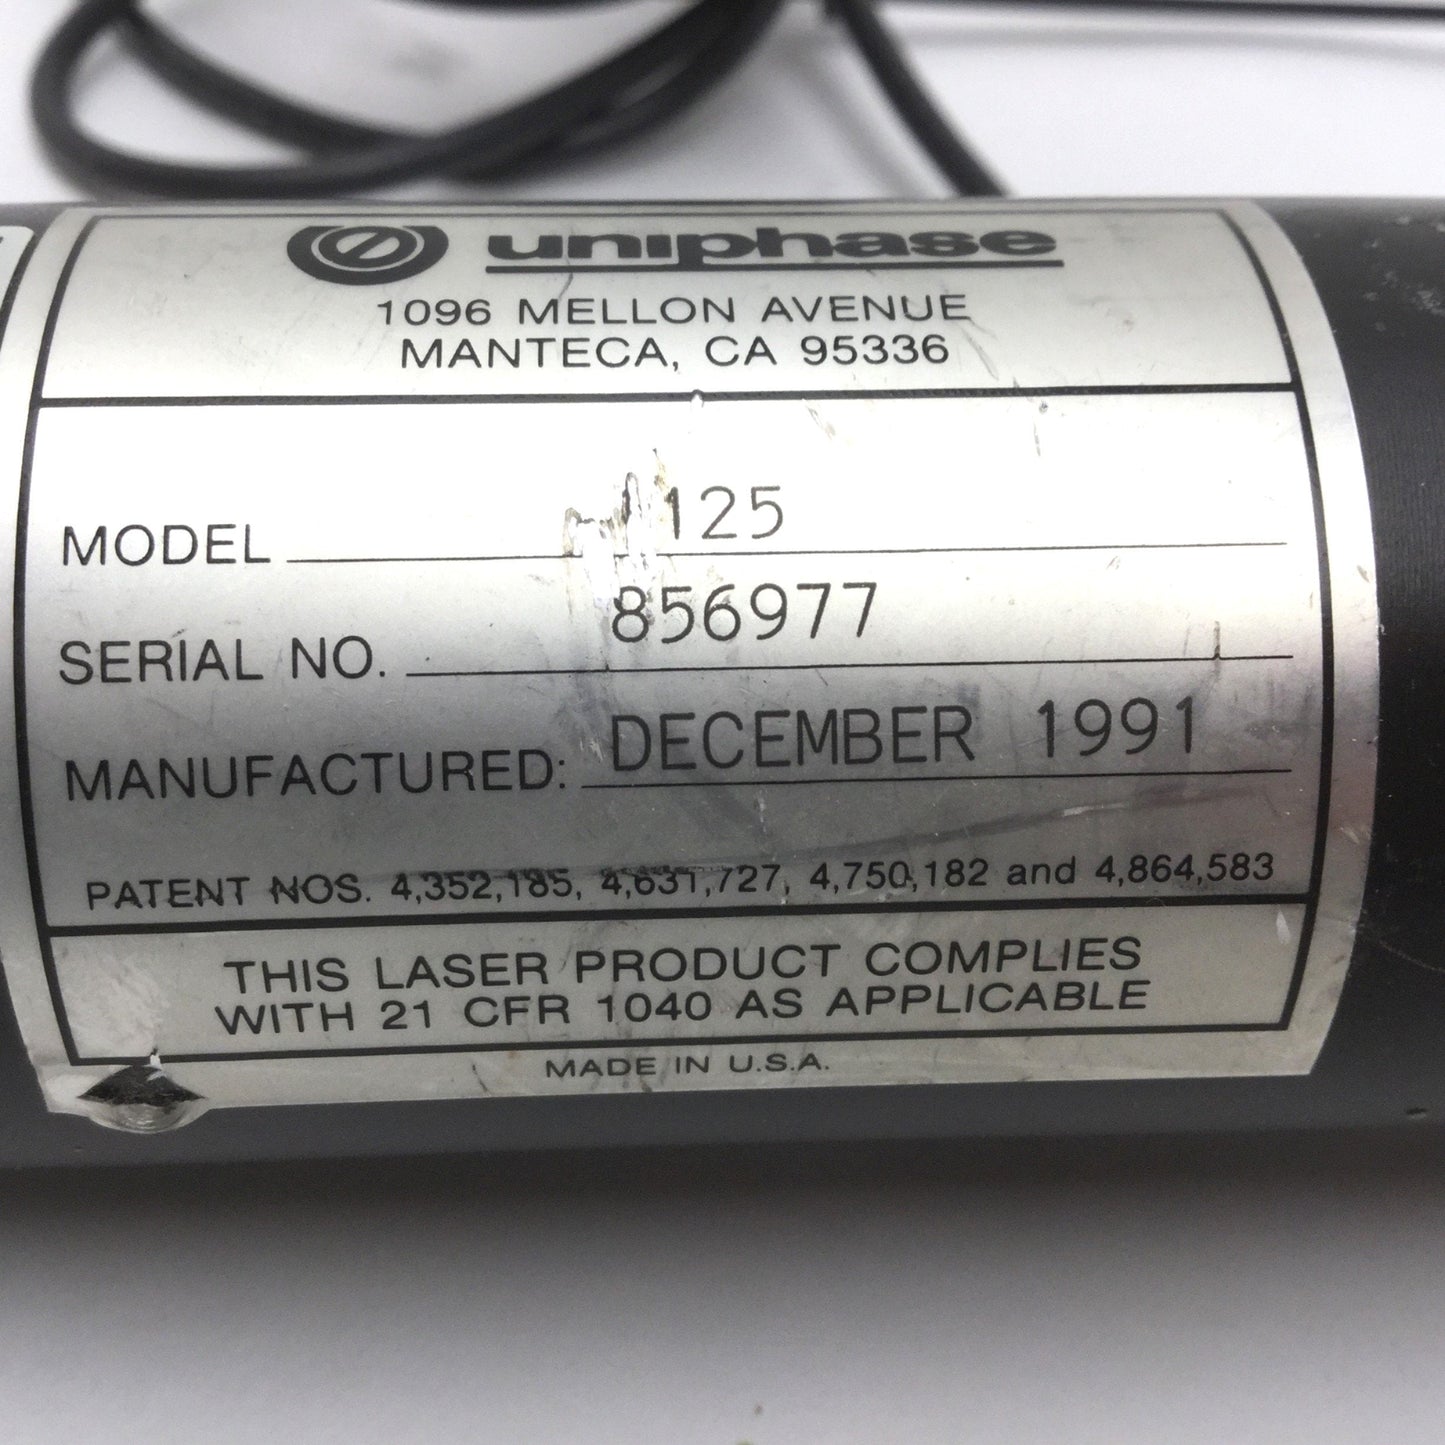 uniphase
1096 MELLON AVENUE
MANTECA, CA 95336
MODEL 125
SERIAL NO. 856977
MANUFACTURED: DECEMBER 1991
PATENT NOS. 4,352,185, 4,631,727, 4,750,182 and 4,864,583
THIS LASER PRODUCT COMPLIES
WITH 21 CFR 1040 AS APPLICABLE
MADE IN U.S.A.